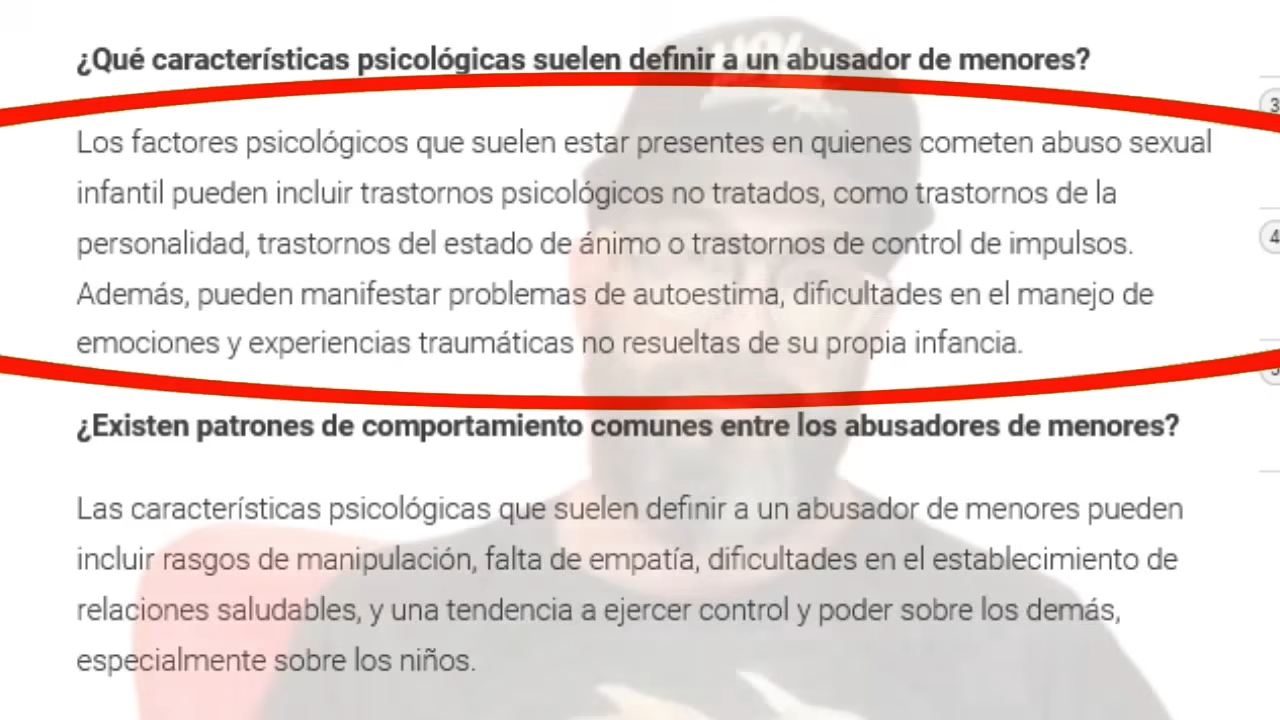 ¿Qué características psicológicas suelen definir a un abusador de menores?
Los factores psicológicos que suelen estar presentes en quienes cometen abuso sexual
infantil pueden incluir trastornos psicológicos no tratados, como trastornos de la
personalidad, trastornos del estado de ánimo o trastornos de control de impulsos.
Además, pueden manifestar problemas de autoestima, dificultades en el manejo de
emociones y experiencias traumáticas no resueltas de su propia infancia.
¿Existen patrones de comportamiento comunes entre los abusadores de menores?
Las características psicológicas que suelen definir a un abusador de menores pueden
incluir rasgos de manipulación, falta de empatía, dificultades en el establecimiento de
relaciones saludables, y una tendencia a ejercer control y poder sobre los demás,
especialmente sobre los niños.
3
4